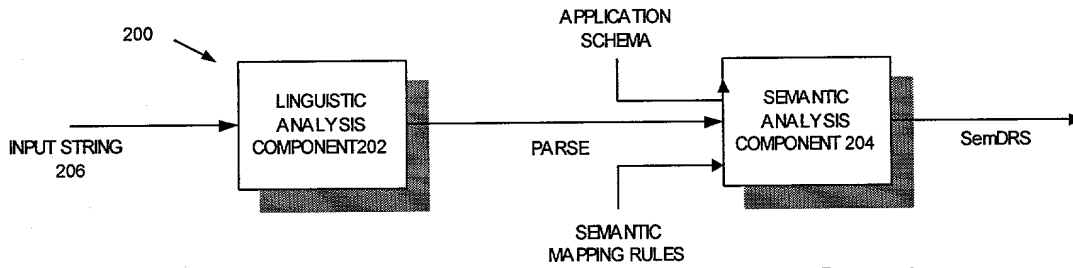 200
APPLICATION
SCHEMA
LINGUISTIC
ANALYSIS
COMPONENT202
SEMANTIC
ANALYSIS
COMPONENT 204
INPUT STRING
206
PARSE
SemDRS
SEMANTIC
MAPPING RULES